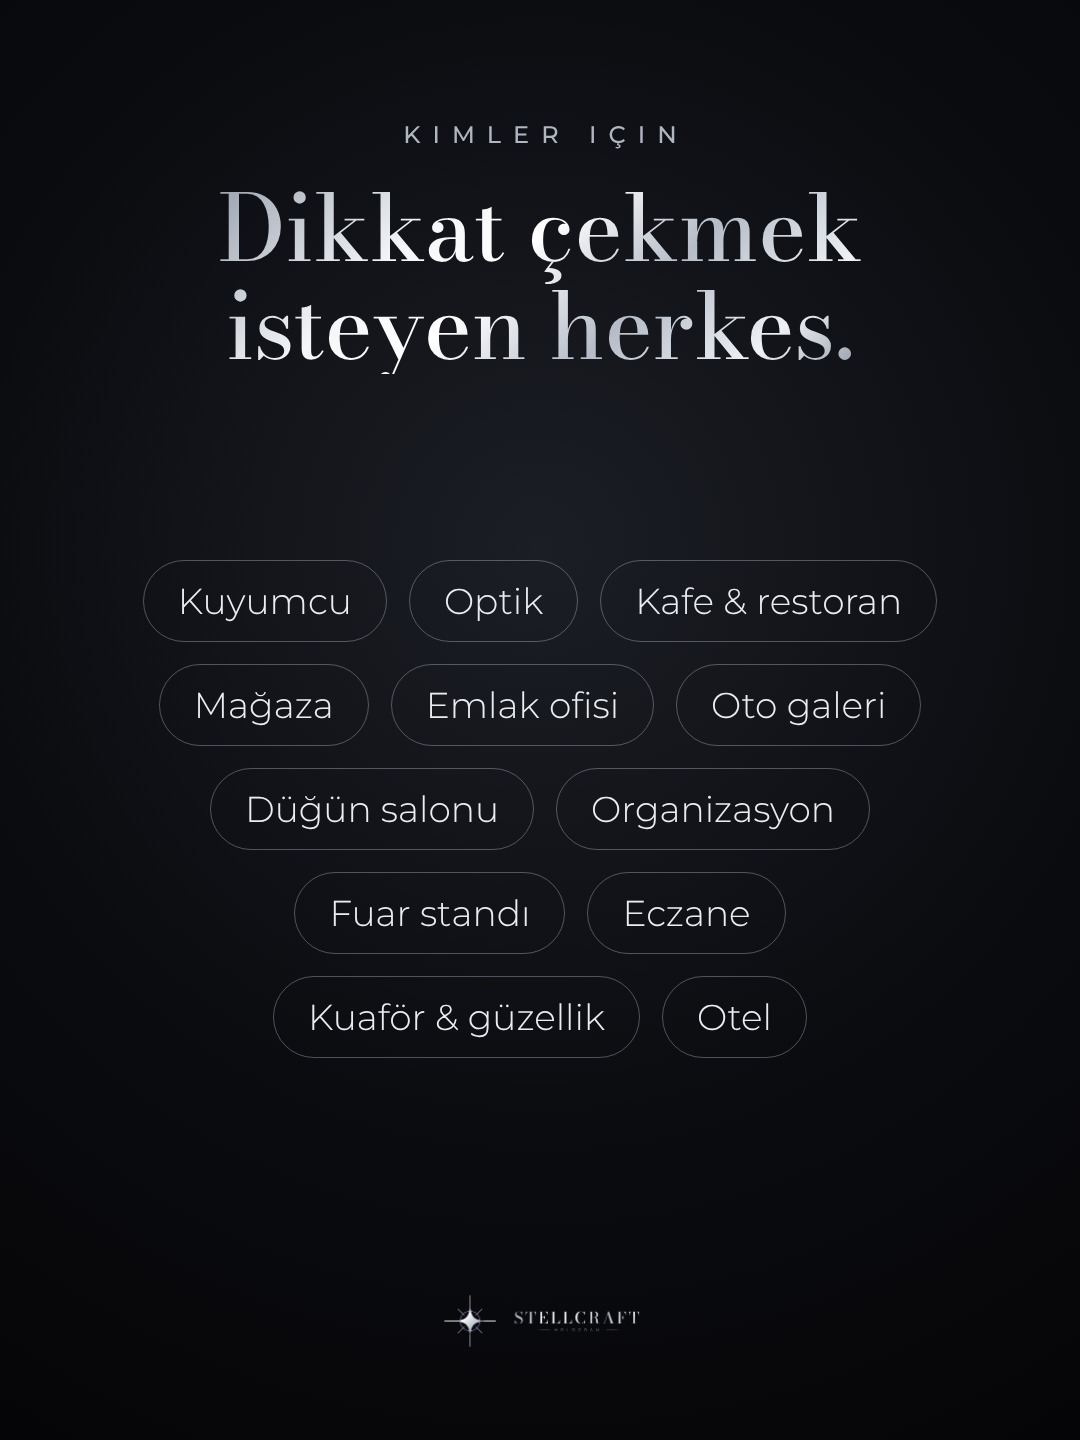 KIMLER IÇIN
Dikkat çekmek
isteyen herkes.
Kuyumcu
Optik
Kafe & restoran
Mağaza
Emlak ofisi
Oto galeri
Düğün salonu
Organizasyon
Fuar standı
Eczane
Kuaför & güzellik
Otel
STELLCRAFT